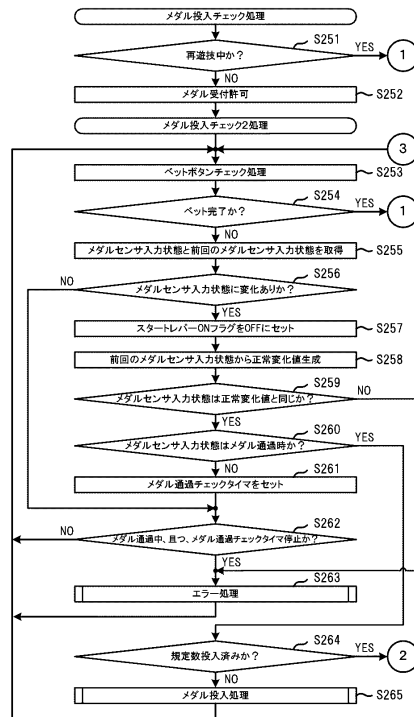 メダル投入チェック処理
S251
再遊技中か？
YES
1
NO
メダル受付許可
S252
メダル投入チェック2処理
3
ベットボタンチェック処理
S253
S254
ベット完了か？
YES
1
NO
メダルセンサ入力状態と前回のメダルセンサ入力状態を取得
S255
S256
NO
メダルセンサ入力状態に変化ありか？
YES
スタートレバーONフラグをOFFにセット
S257
前回のメダルセンサ入力状態から正常変化値生成
S258
S259
メダルセンサ入力状態は正常変化値と同じか？
NO
YES
S260
メダルセンサ入力状態はメダル通過時か？
YES
NO
S261
メダル通過チェックタイマをセット
S262
NO
メダル通過中、且つ、メダル通過チェックタイマ停止か？
YES
S263
エラー処理
S264
規定数投入済みか？
YES
2
NO
S265
メダル投入処理